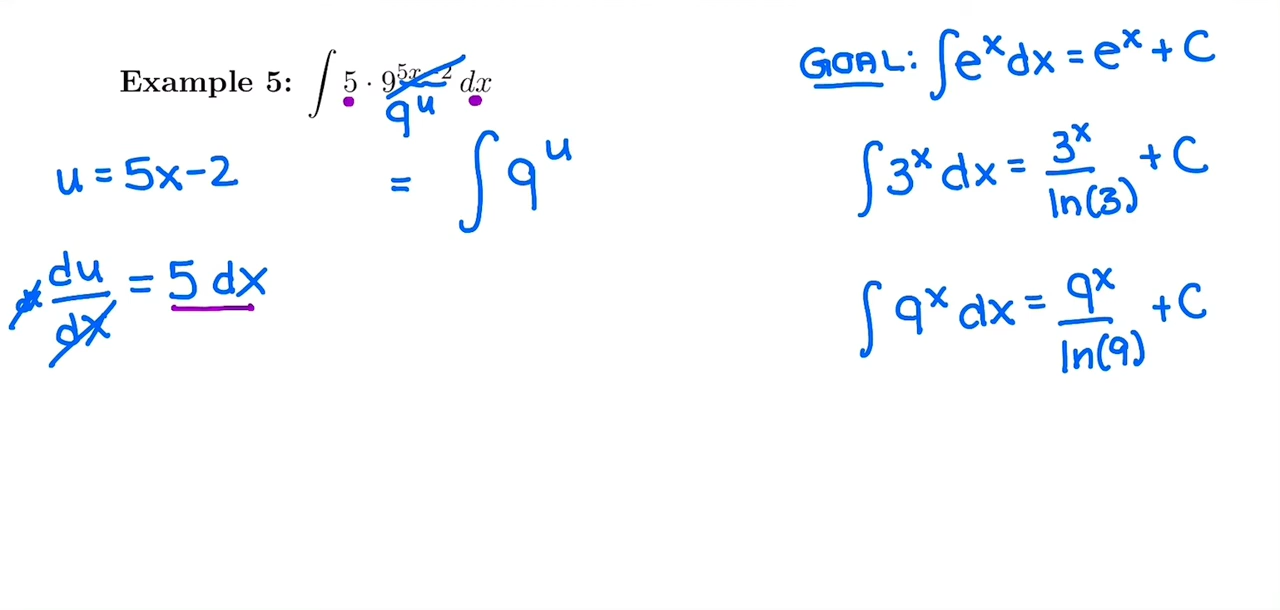 Example 5: ∫ 5 · 9^{5x−2} dx
9^u
u = 5x−2
= ∫ 9^u
dx du/dx = 5 dx
GOAL: ∫e^x dx = e^x + C
∫3^x dx = 3^x/ln(3) + C
∫9^x dx = 9^x/ln(9) + C